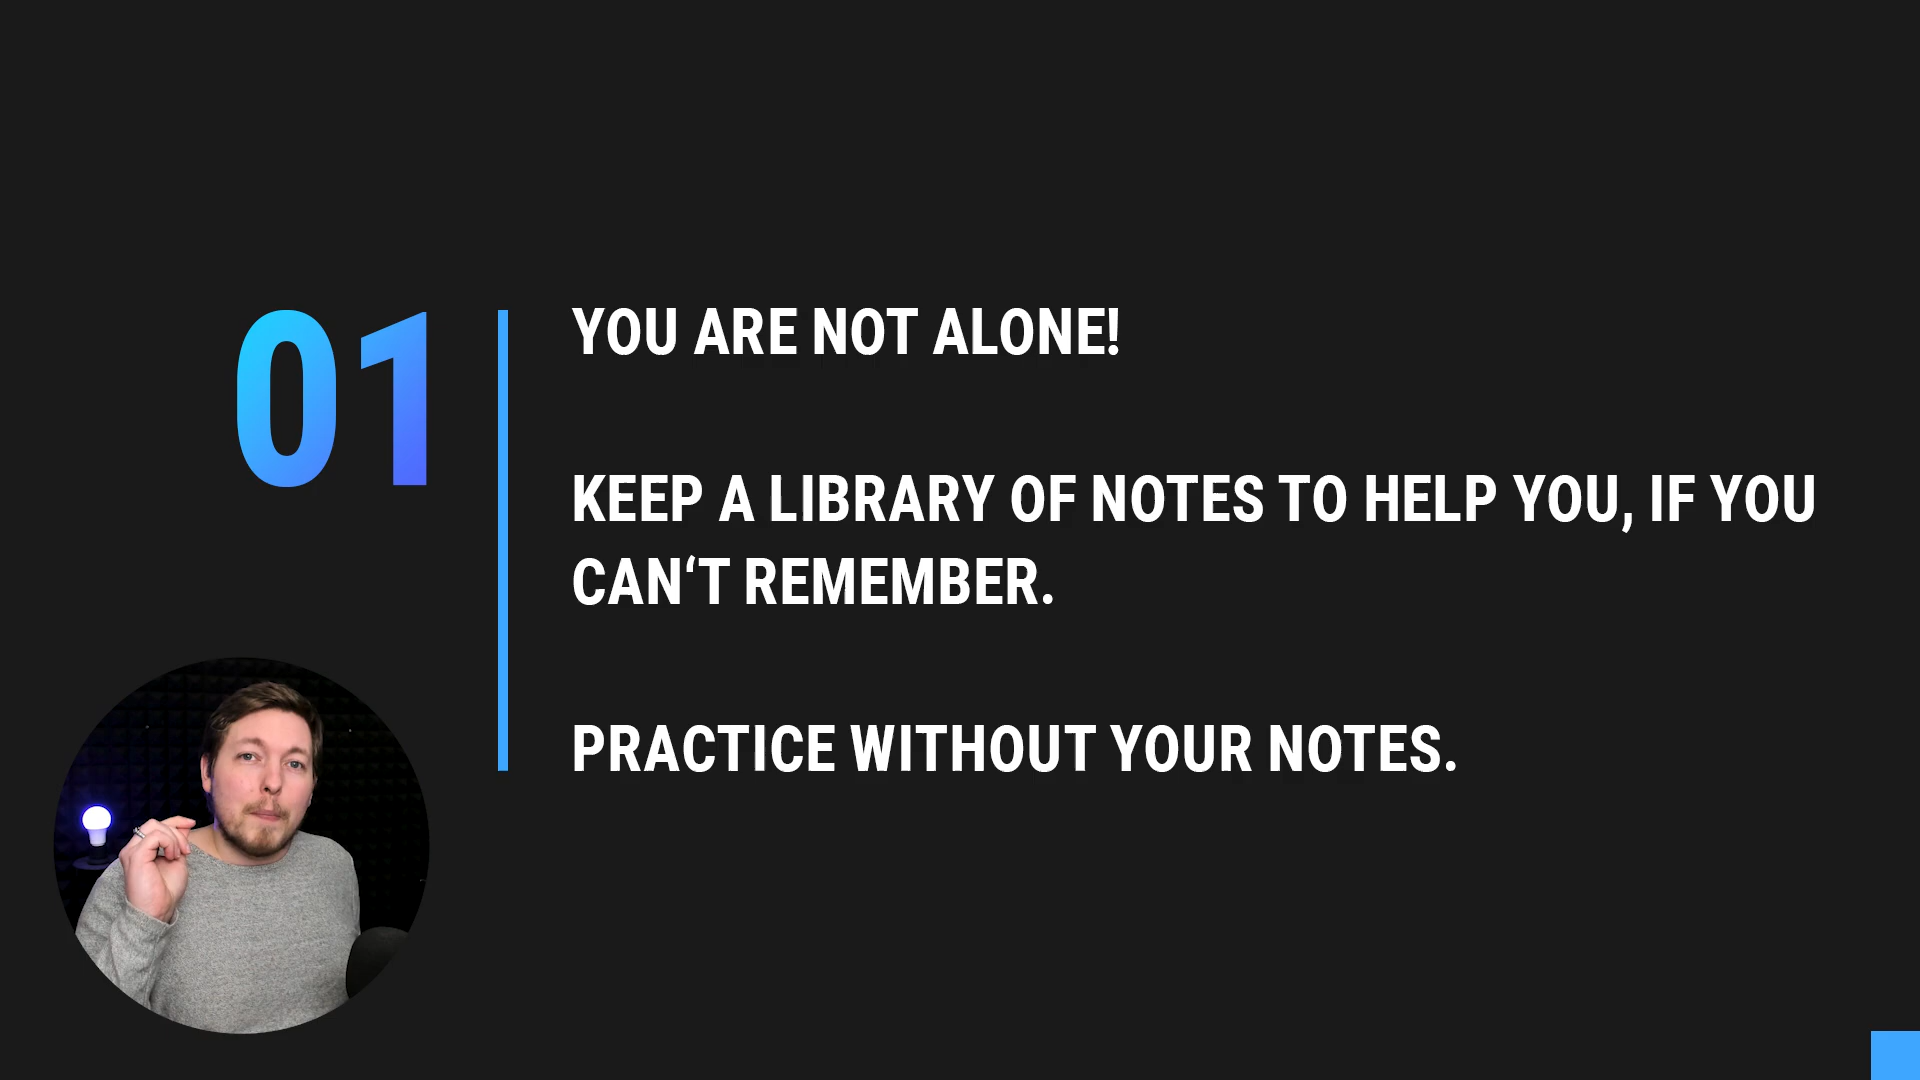 01
YOU ARE NOT ALONE!
KEEP A LIBRARY OF NOTES TO HELP YOU, IF YOU
CAN‘T REMEMBER.
PRACTICE WITHOUT YOUR NOTES.